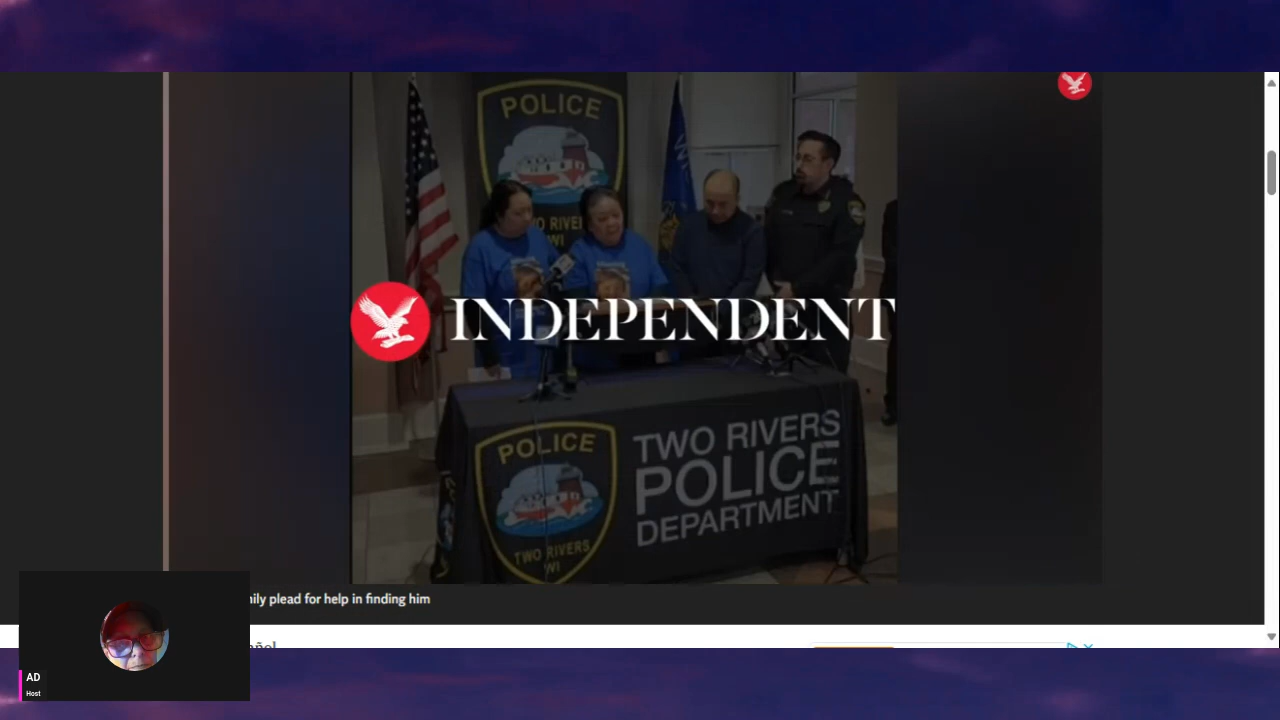 POLICE
TWO RIVERS
WI
INDEPENDENT
POLICE
TWO RIVERS
WI
TWO RIVERS
POLICE
DEPARTMENT
ily plead for help in finding him
AD
Host